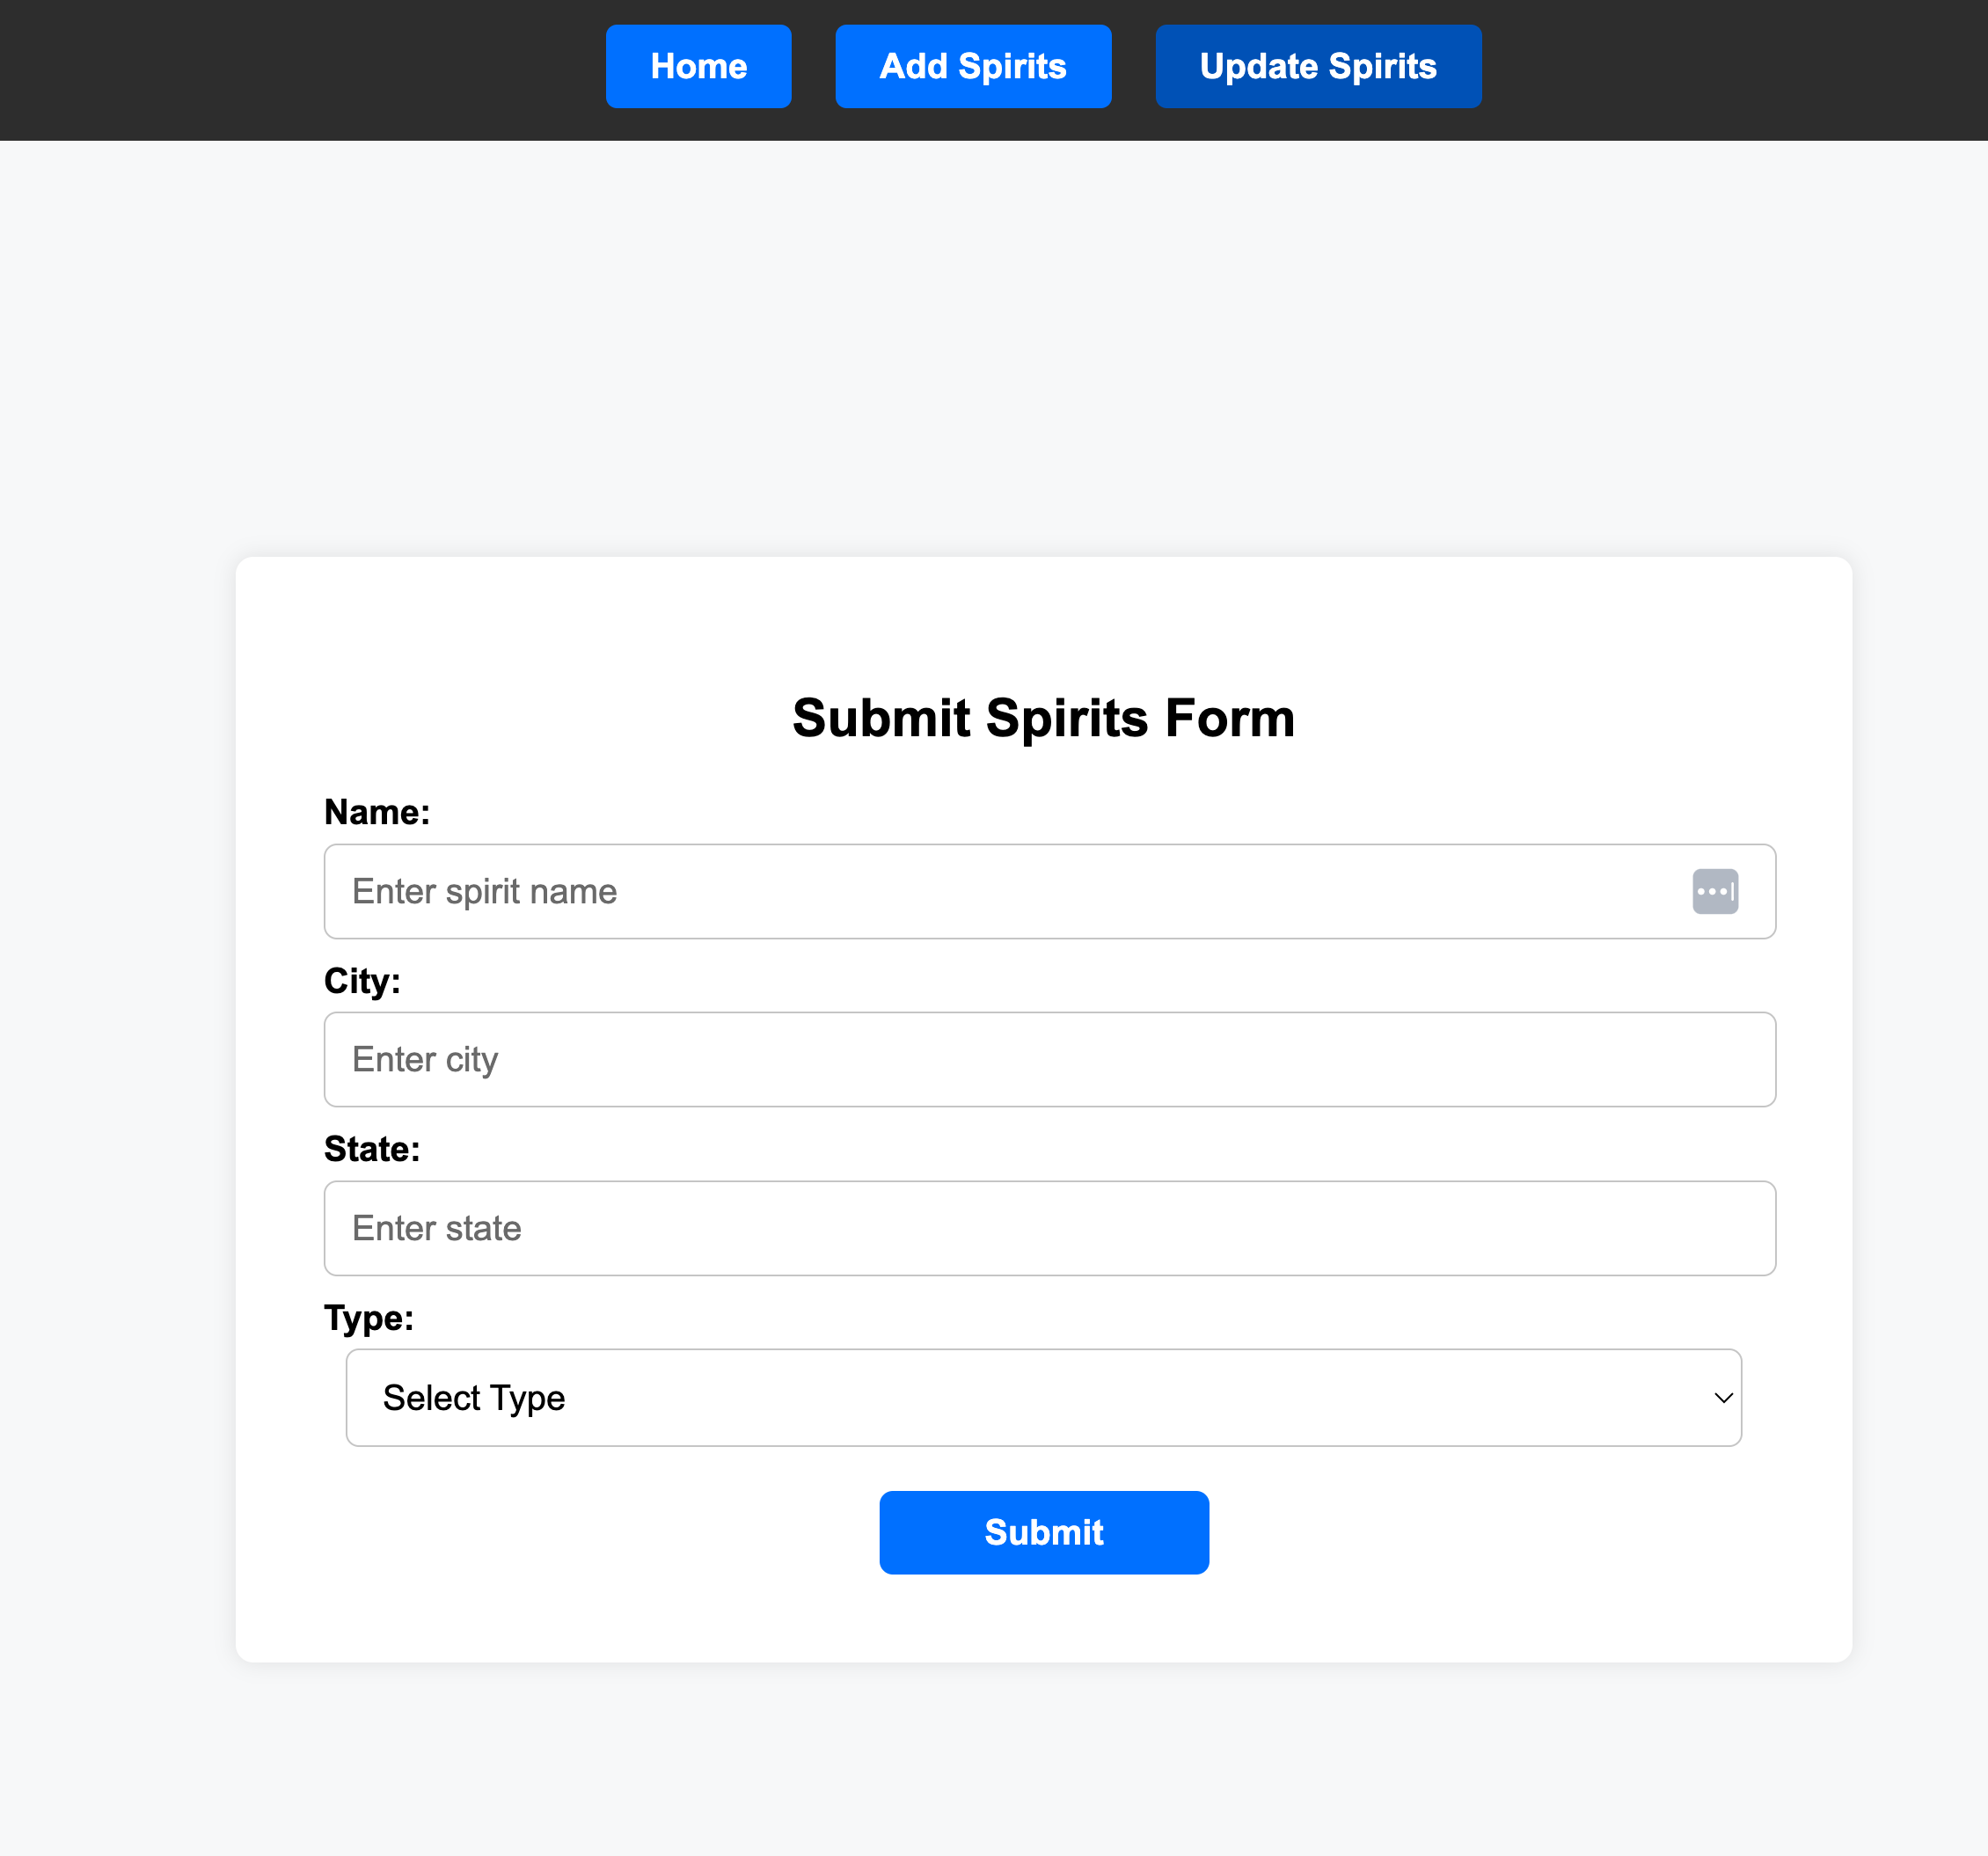 Home Add Spirits Update Spirits
Submit Spirits Form
Name:
Enter spirit name
City:
Enter city
State:
Enter state
Type:
Select Type
Submit